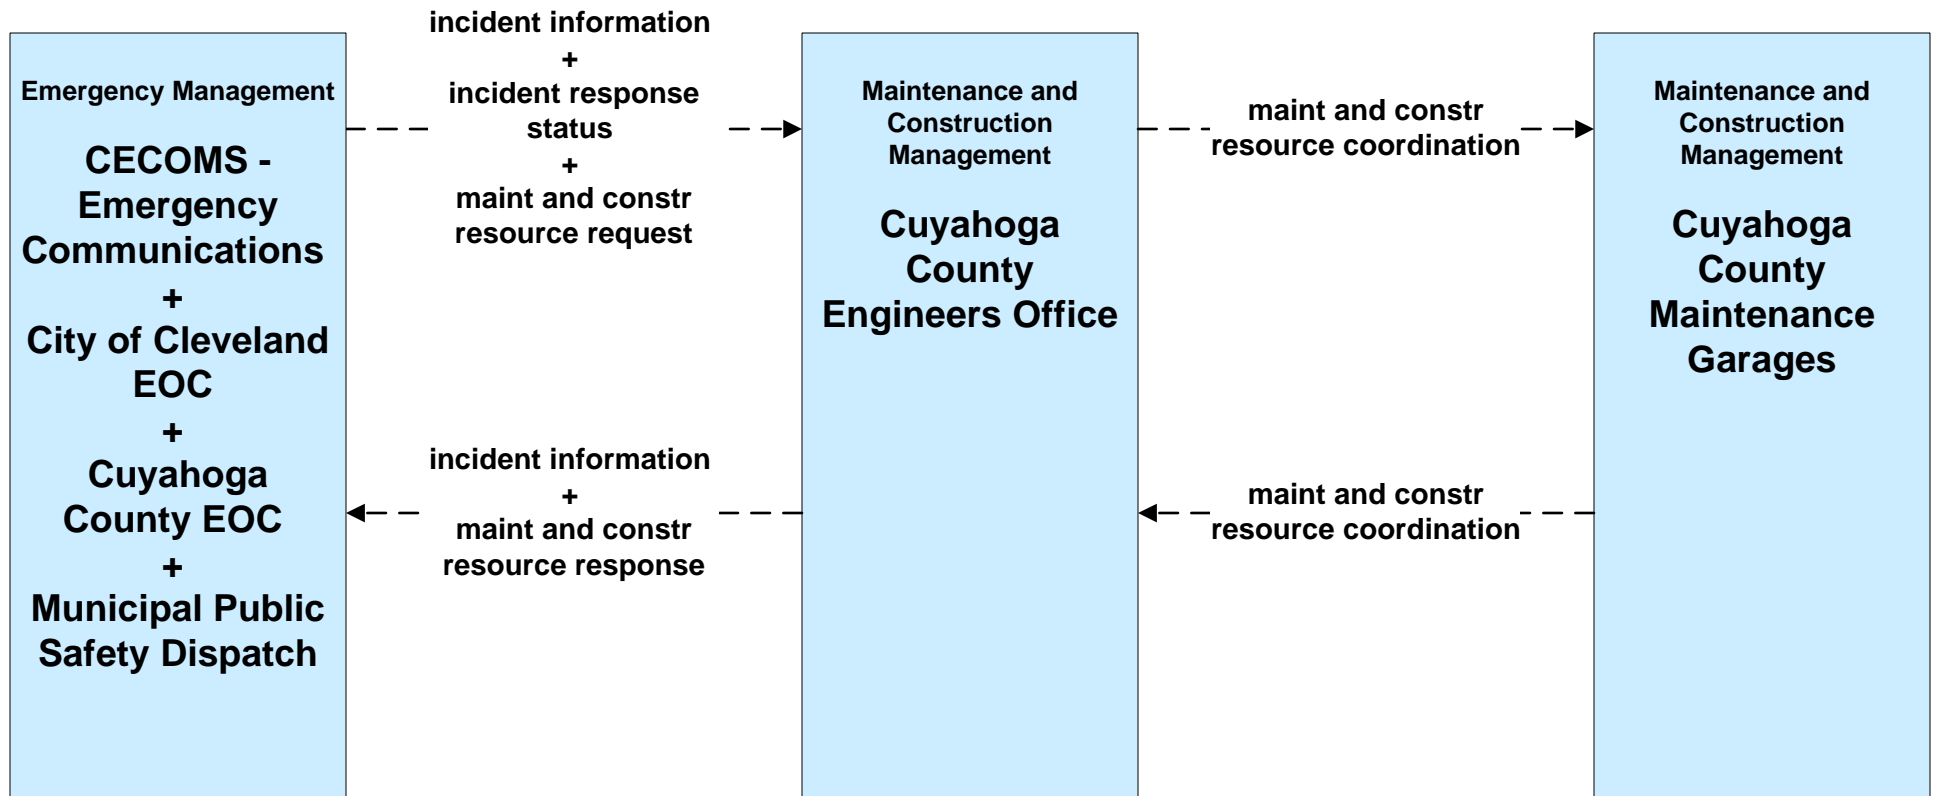 Emergency Management
CECOMS -
Emergency
Communications
+
City of Cleveland
EOC
+
Cuyahoga
County EOC
+
Municipal Public
Safety Dispatch
incident information
+
incident response
status
+
maint and constr
resource request
incident information
+
maint and constr
resource response
Maintenance and
Construction
Management
Cuyahoga
County
Engineers Office
maint and constr
resource coordination
maint and constr
resource coordination
Maintenance and
Construction
Management
Cuyahoga
County
Maintenance
Garages